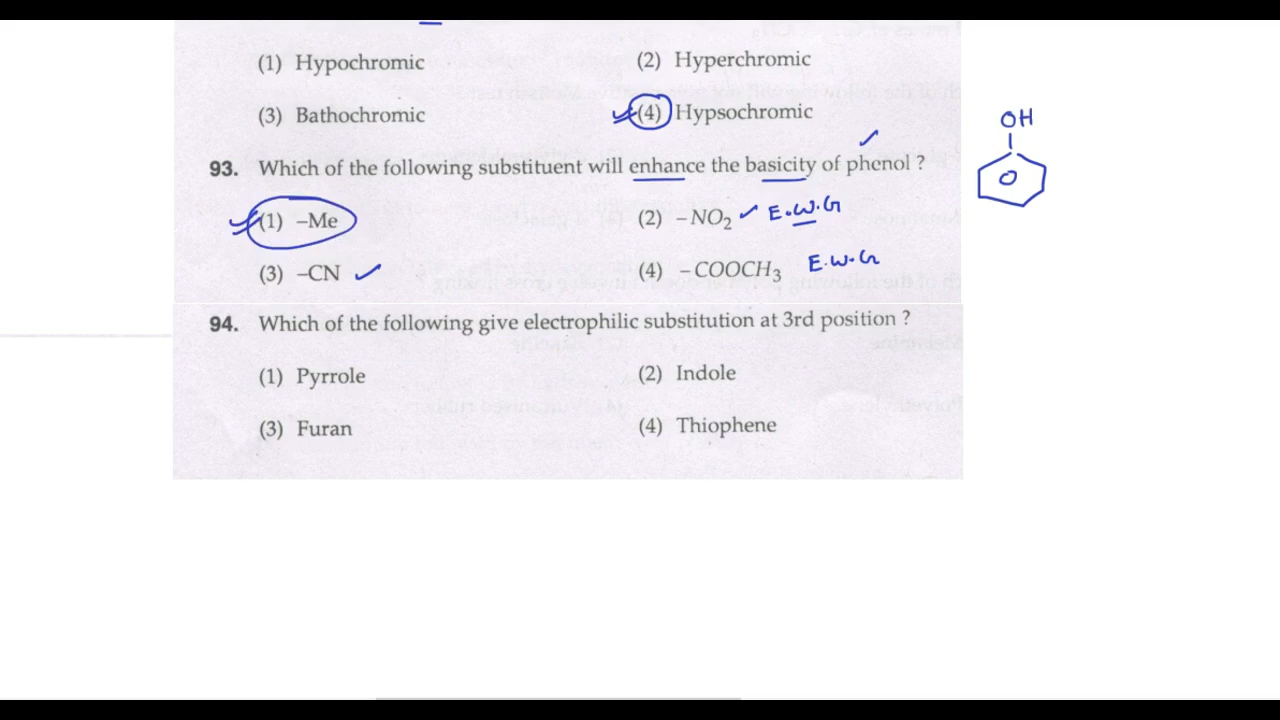 (1) Hypochromic (2) Hyperchromic
(3) Bathochromic (4) Hypsochromic
OH
93. Which of the following substituent will enhance the basicity of phenol ?
(1) –Me (2) –NO₂ E.W.G
(3) –CN (4) –COOCH₃ E.W.G
94. Which of the following give electrophilic substitution at 3rd position ?
(1) Pyrrole (2) Indole
(3) Furan (4) Thiophene